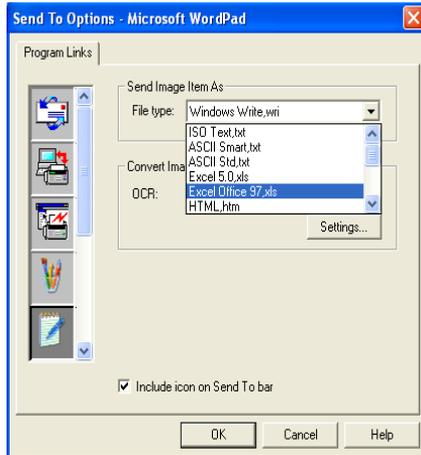 Send To Options - Microsoft WordPad
Program Links
Send Image Item As
File type: Windows Write,wri
ISO Text,txt
ASCII Smart,txt
ASCII Std,txt
Excel 5.0,xls
Excel Office 97,xls
HTML,htm
Convert Ima
OCR:
Settings...
Include icon on Send To bar
OK Cancel Help